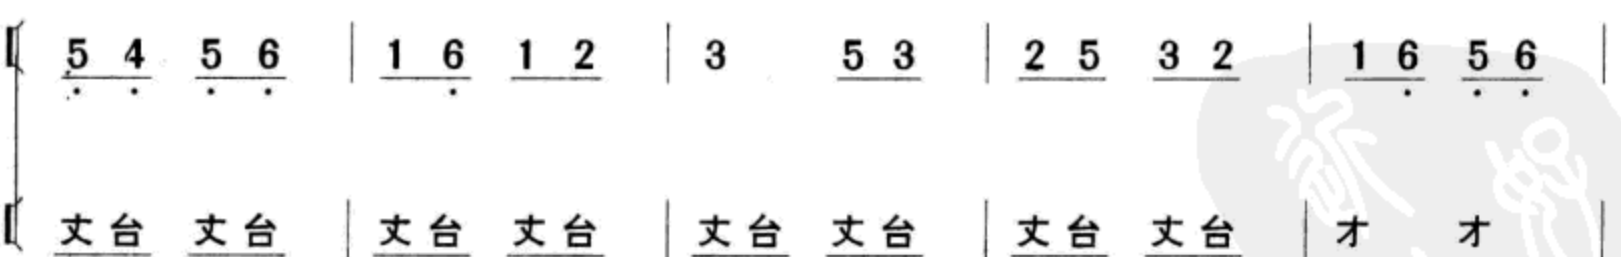 5 4 5 6 | 1 6 1 2 | 3 5 3 | 2 5 3 2 | 1 6 5 6 |
丈台 丈台 | 丈台 丈台 | 丈台 丈台 | 丈台 丈台 | 才 才 |